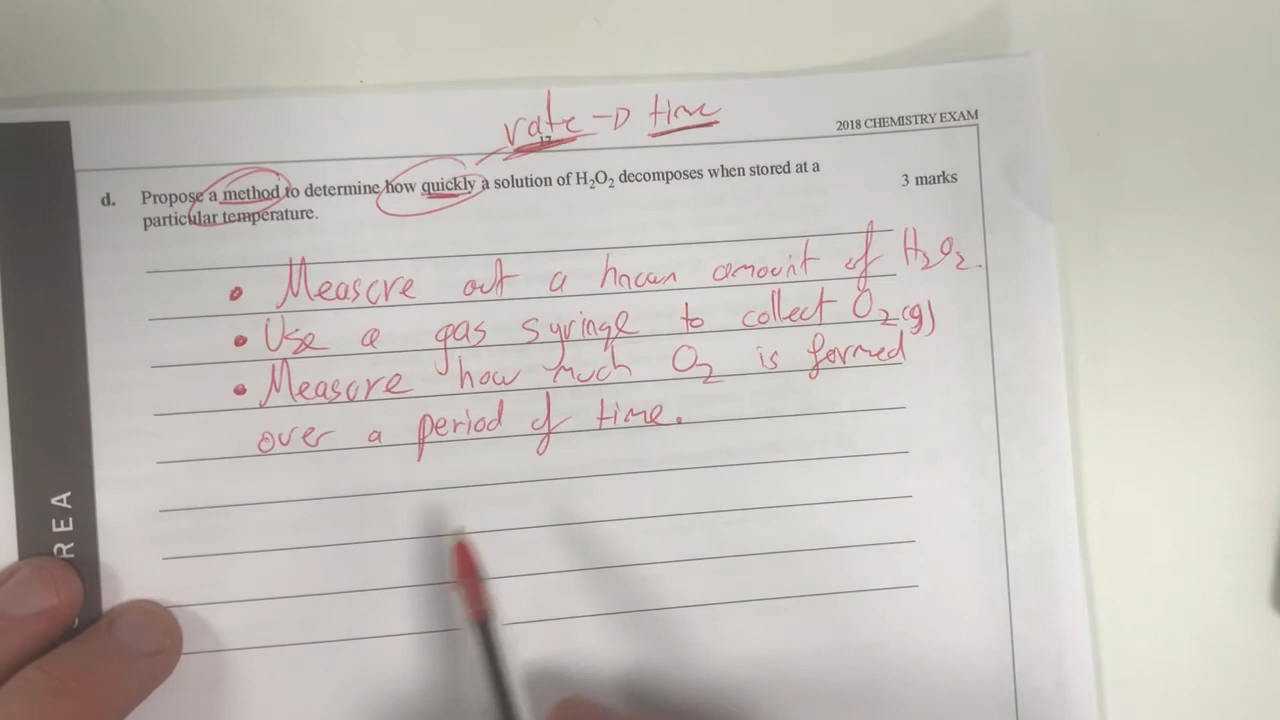 rate → time
17
2018 CHEMISTRY EXAM
d. Propose a method to determine how quickly a solution of H₂O₂ decomposes when stored at a
particular temperature.
3 marks
• Measure out a known amount of H₂O₂.
• Use a gas syringe to collect O₂(g)
• Measure how much O₂ is formed
over a period of time.
REA